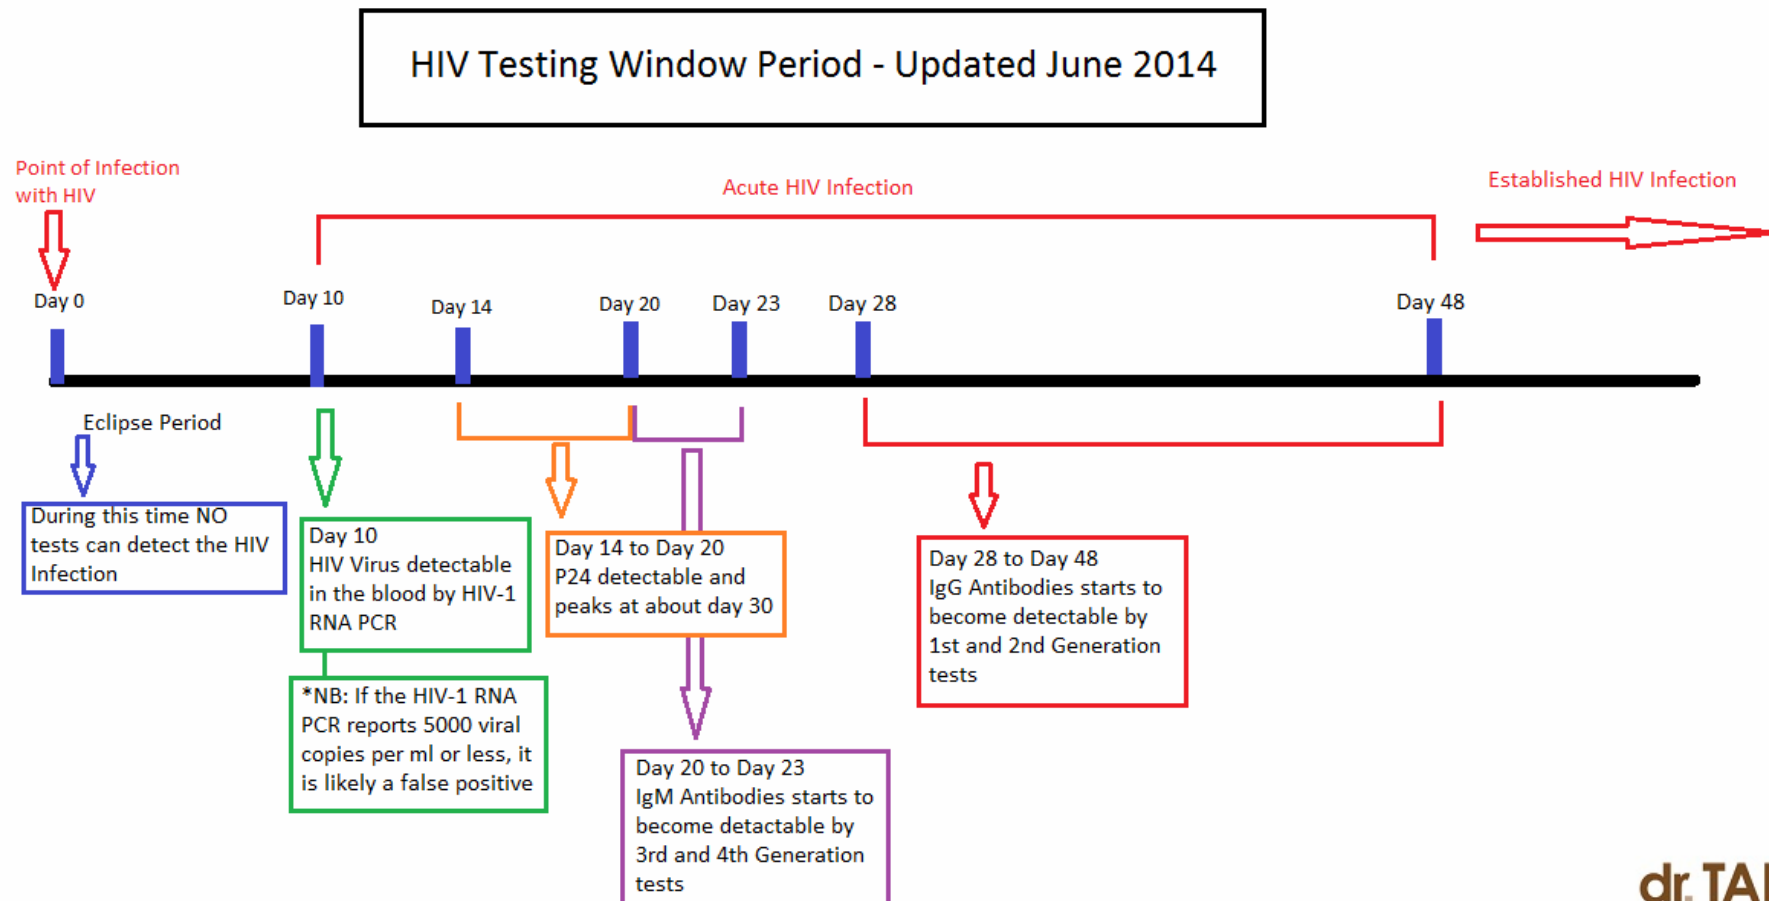 HIV Testing Window Period - Updated June 2014
Point of Infection
with HIV
Acute HIV Infection
Established HIV Infection
Day 0
Day 10
Day 14
Day 20
Day 23
Day 28
Day 48
Eclipse Period
During this time NO
tests can detect the HIV
Infection
Day 10
HIV Virus detectable
in the blood by HIV-1
RNA PCR
*NB: If the HIV-1 RNA
PCR reports 5000 viral
copies per ml or less, it
is likely a false positive
Day 14 to Day 20
P24 detectable and
peaks at about day 30
Day 20 to Day 23
IgM Antibodies starts to
become detactable by
3rd and 4th Generation
tests
Day 28 to Day 48
IgG Antibodies starts to
become detectable by
1st and 2nd Generation
tests
dr.